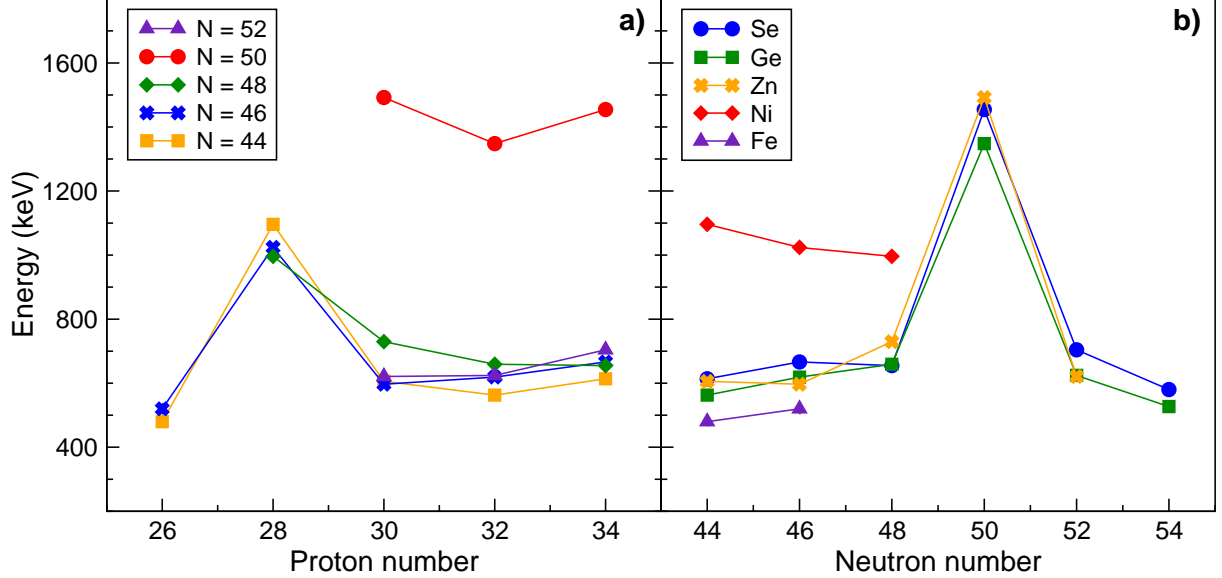 a)
N = 52
N = 50
N = 48
N = 46
N = 44
b)
Se
Ge
Zn
Ni
Fe
Energy (keV)
1600
1200
800
400
26 28 30 32 34
44 46 48 50 52 54
Proton number
Neutron number